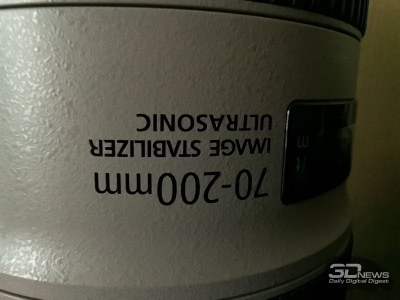 70-200mm
IMAGE STABILIZER
ULTRASONIC
3DNEWS
Daily Digital Digest